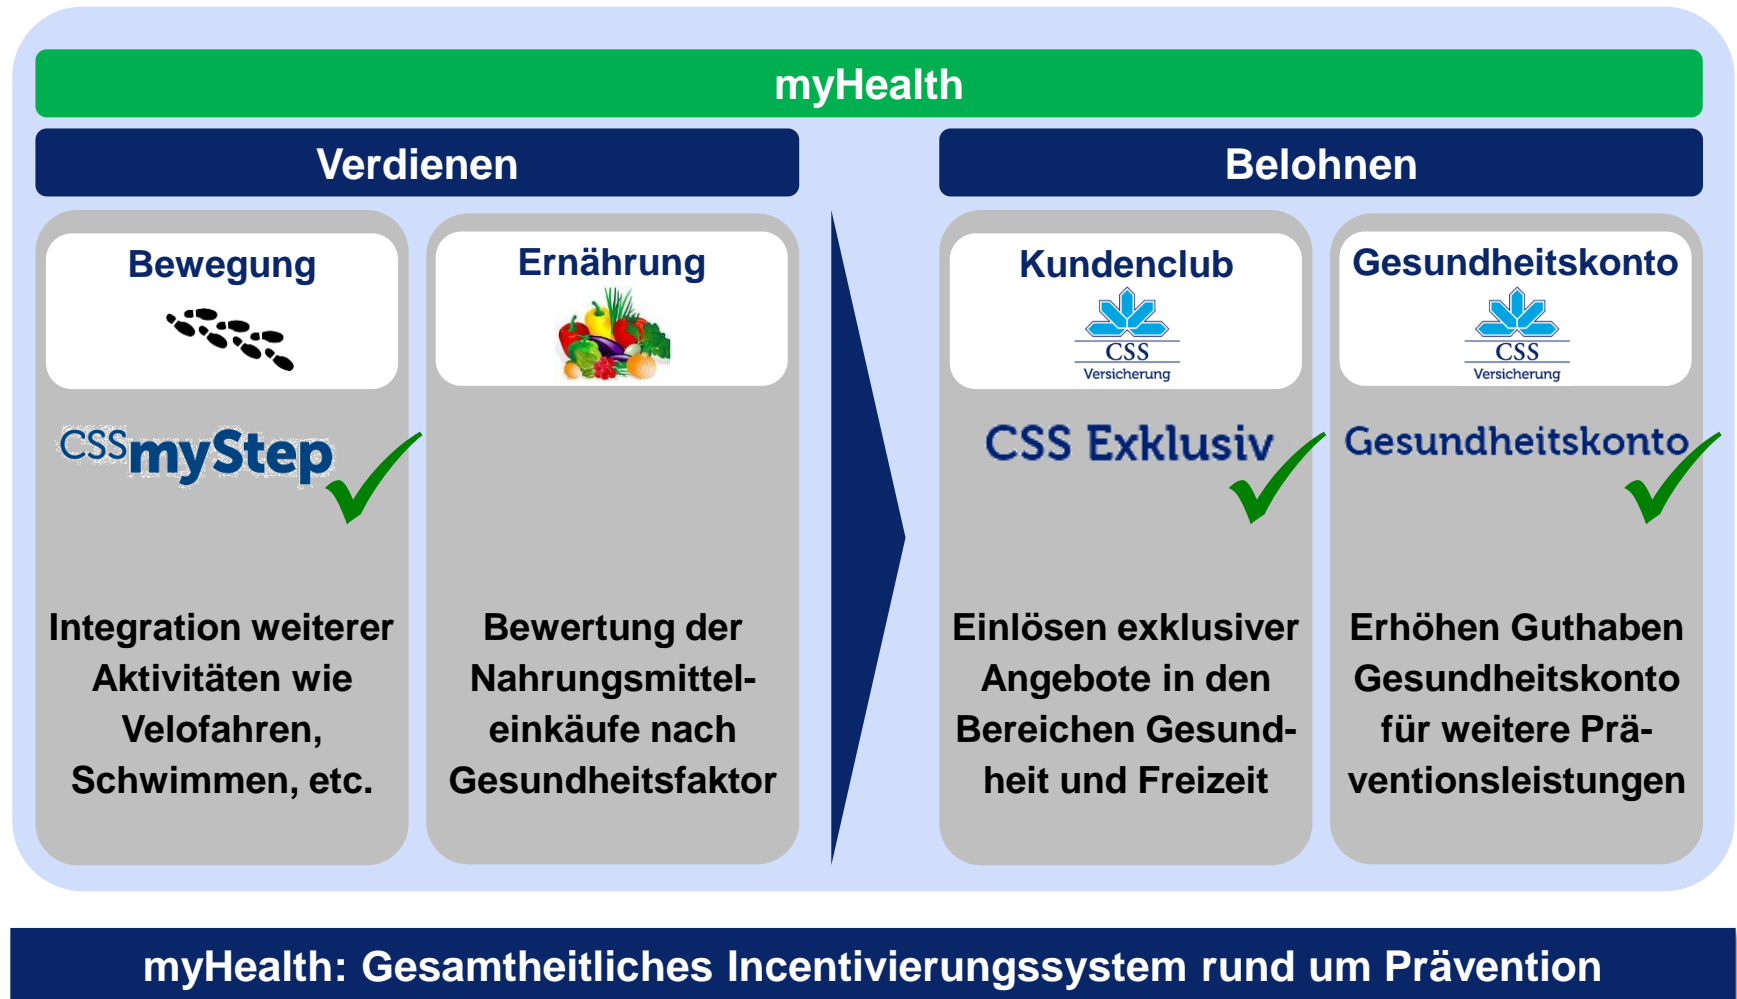 myHealth
Verdienen
Bewegung
CSSmyStep
Integration weiterer
Aktivitäten wie
Velofahren,
Schwimmen, etc.
Ernährung
Bewertung der
Nahrungsmittel-
einkäufe nach
Gesundheitsfaktor
Belohnen
Kundenclub
CSS
Versicherung
CSS Exklusiv
Einlösen exklusiver
Angebote in den
Bereichen Gesund-
heit und Freizeit
Gesundheitskonto
CSS
Versicherung
Gesundheitskonto
Erhöhen Guthaben
Gesundheitskonto
für weitere Prä-
ventionsleistungen
myHealth: Gesamtheitliches Incentivierungssystem rund um Prävention